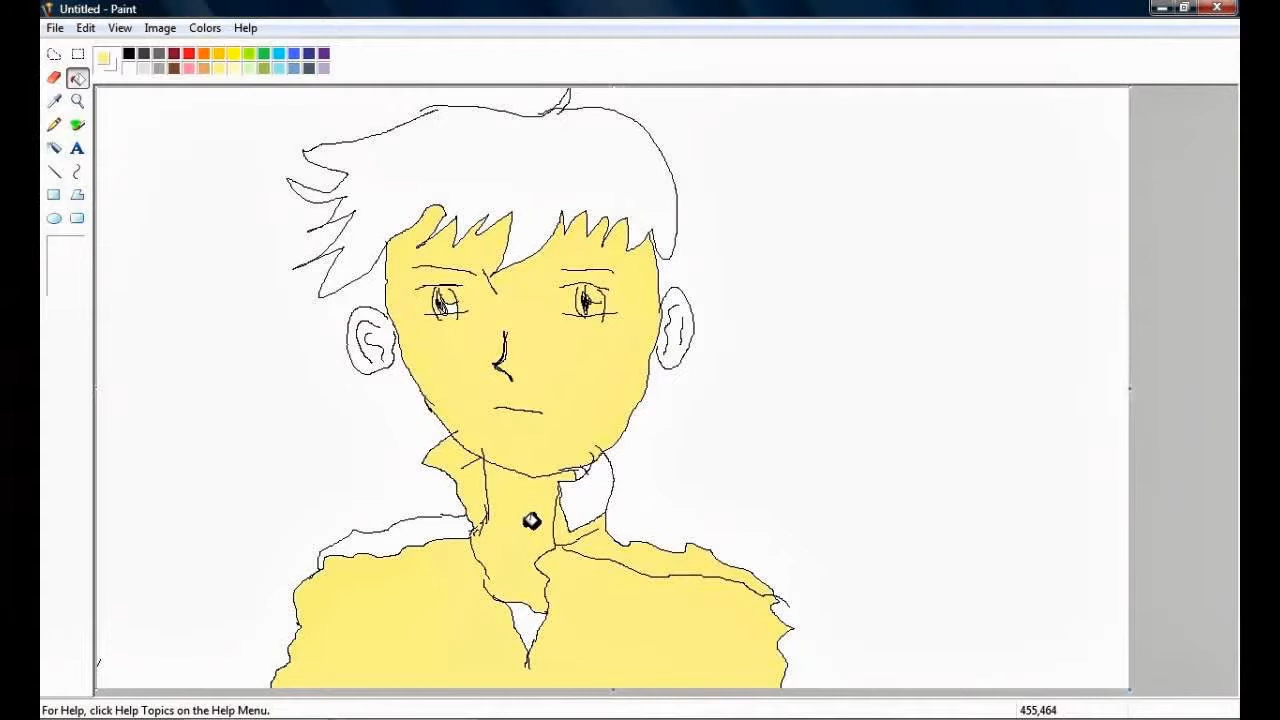 Untitled - Paint
File Edit View Image Colors Help
A
For Help, click Help Topics on the Help Menu.
455,464